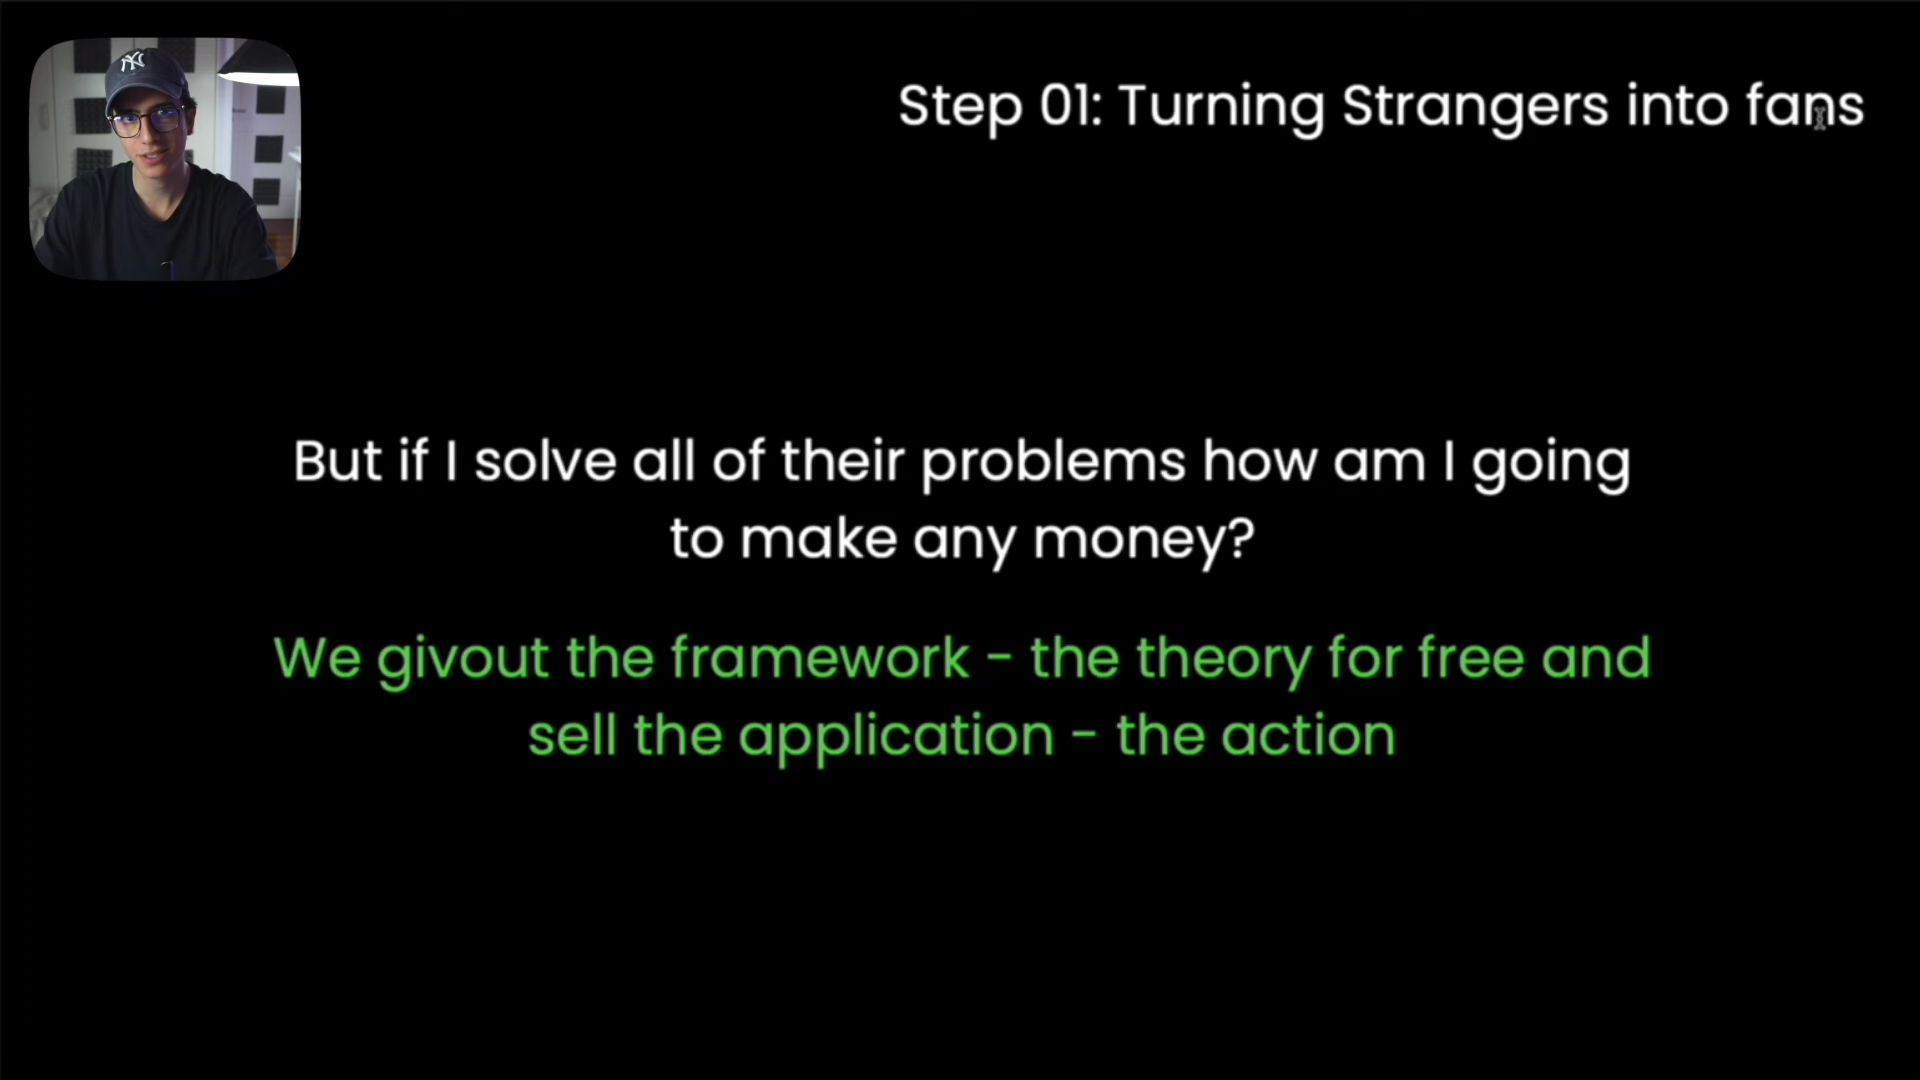 NY
Step 01: Turning Strangers into fans
But if I solve all of their problems how am I going
to make any money?
We givout the framework - the theory for free and
sell the application - the action